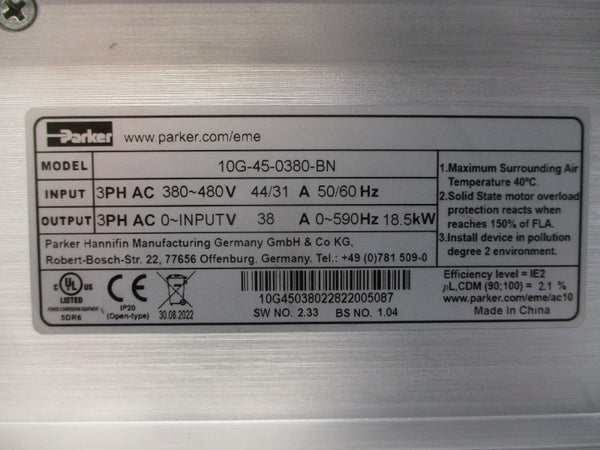 Parker www.parker.com/eme
MODEL 10G-45-0380-BN
INPUT 3PH AC 380~480V 44/31 A 50/60 Hz
OUTPUT 3PH AC 0~INPUTV 38 A 0~590Hz 18.5kW
Parker Hannifin Manufacturing Germany GmbH & Co KG,
Robert-Bosch-Str. 22, 77656 Offenburg, Germany. Tel.: +49 (0)781 509-0
1.Maximum Surrounding Air
Temperature 40°C.
2.Solid State motor overload
protection reacts when
reaches 150% of FLA.
3.Install device in pollution
degree 2 environment.
c UL US
LISTED
POWER CONVERSION EQUIPMENT
5DR6
CE
IP20
(Open-type)
30.08.2022
10G45038022822005087
SW NO. 2.33 BS NO. 1.04
Efficiency level = IE2
pL,CDM (90;100) = 2.1 %
www.parker.com/eme/ac10
Made In China